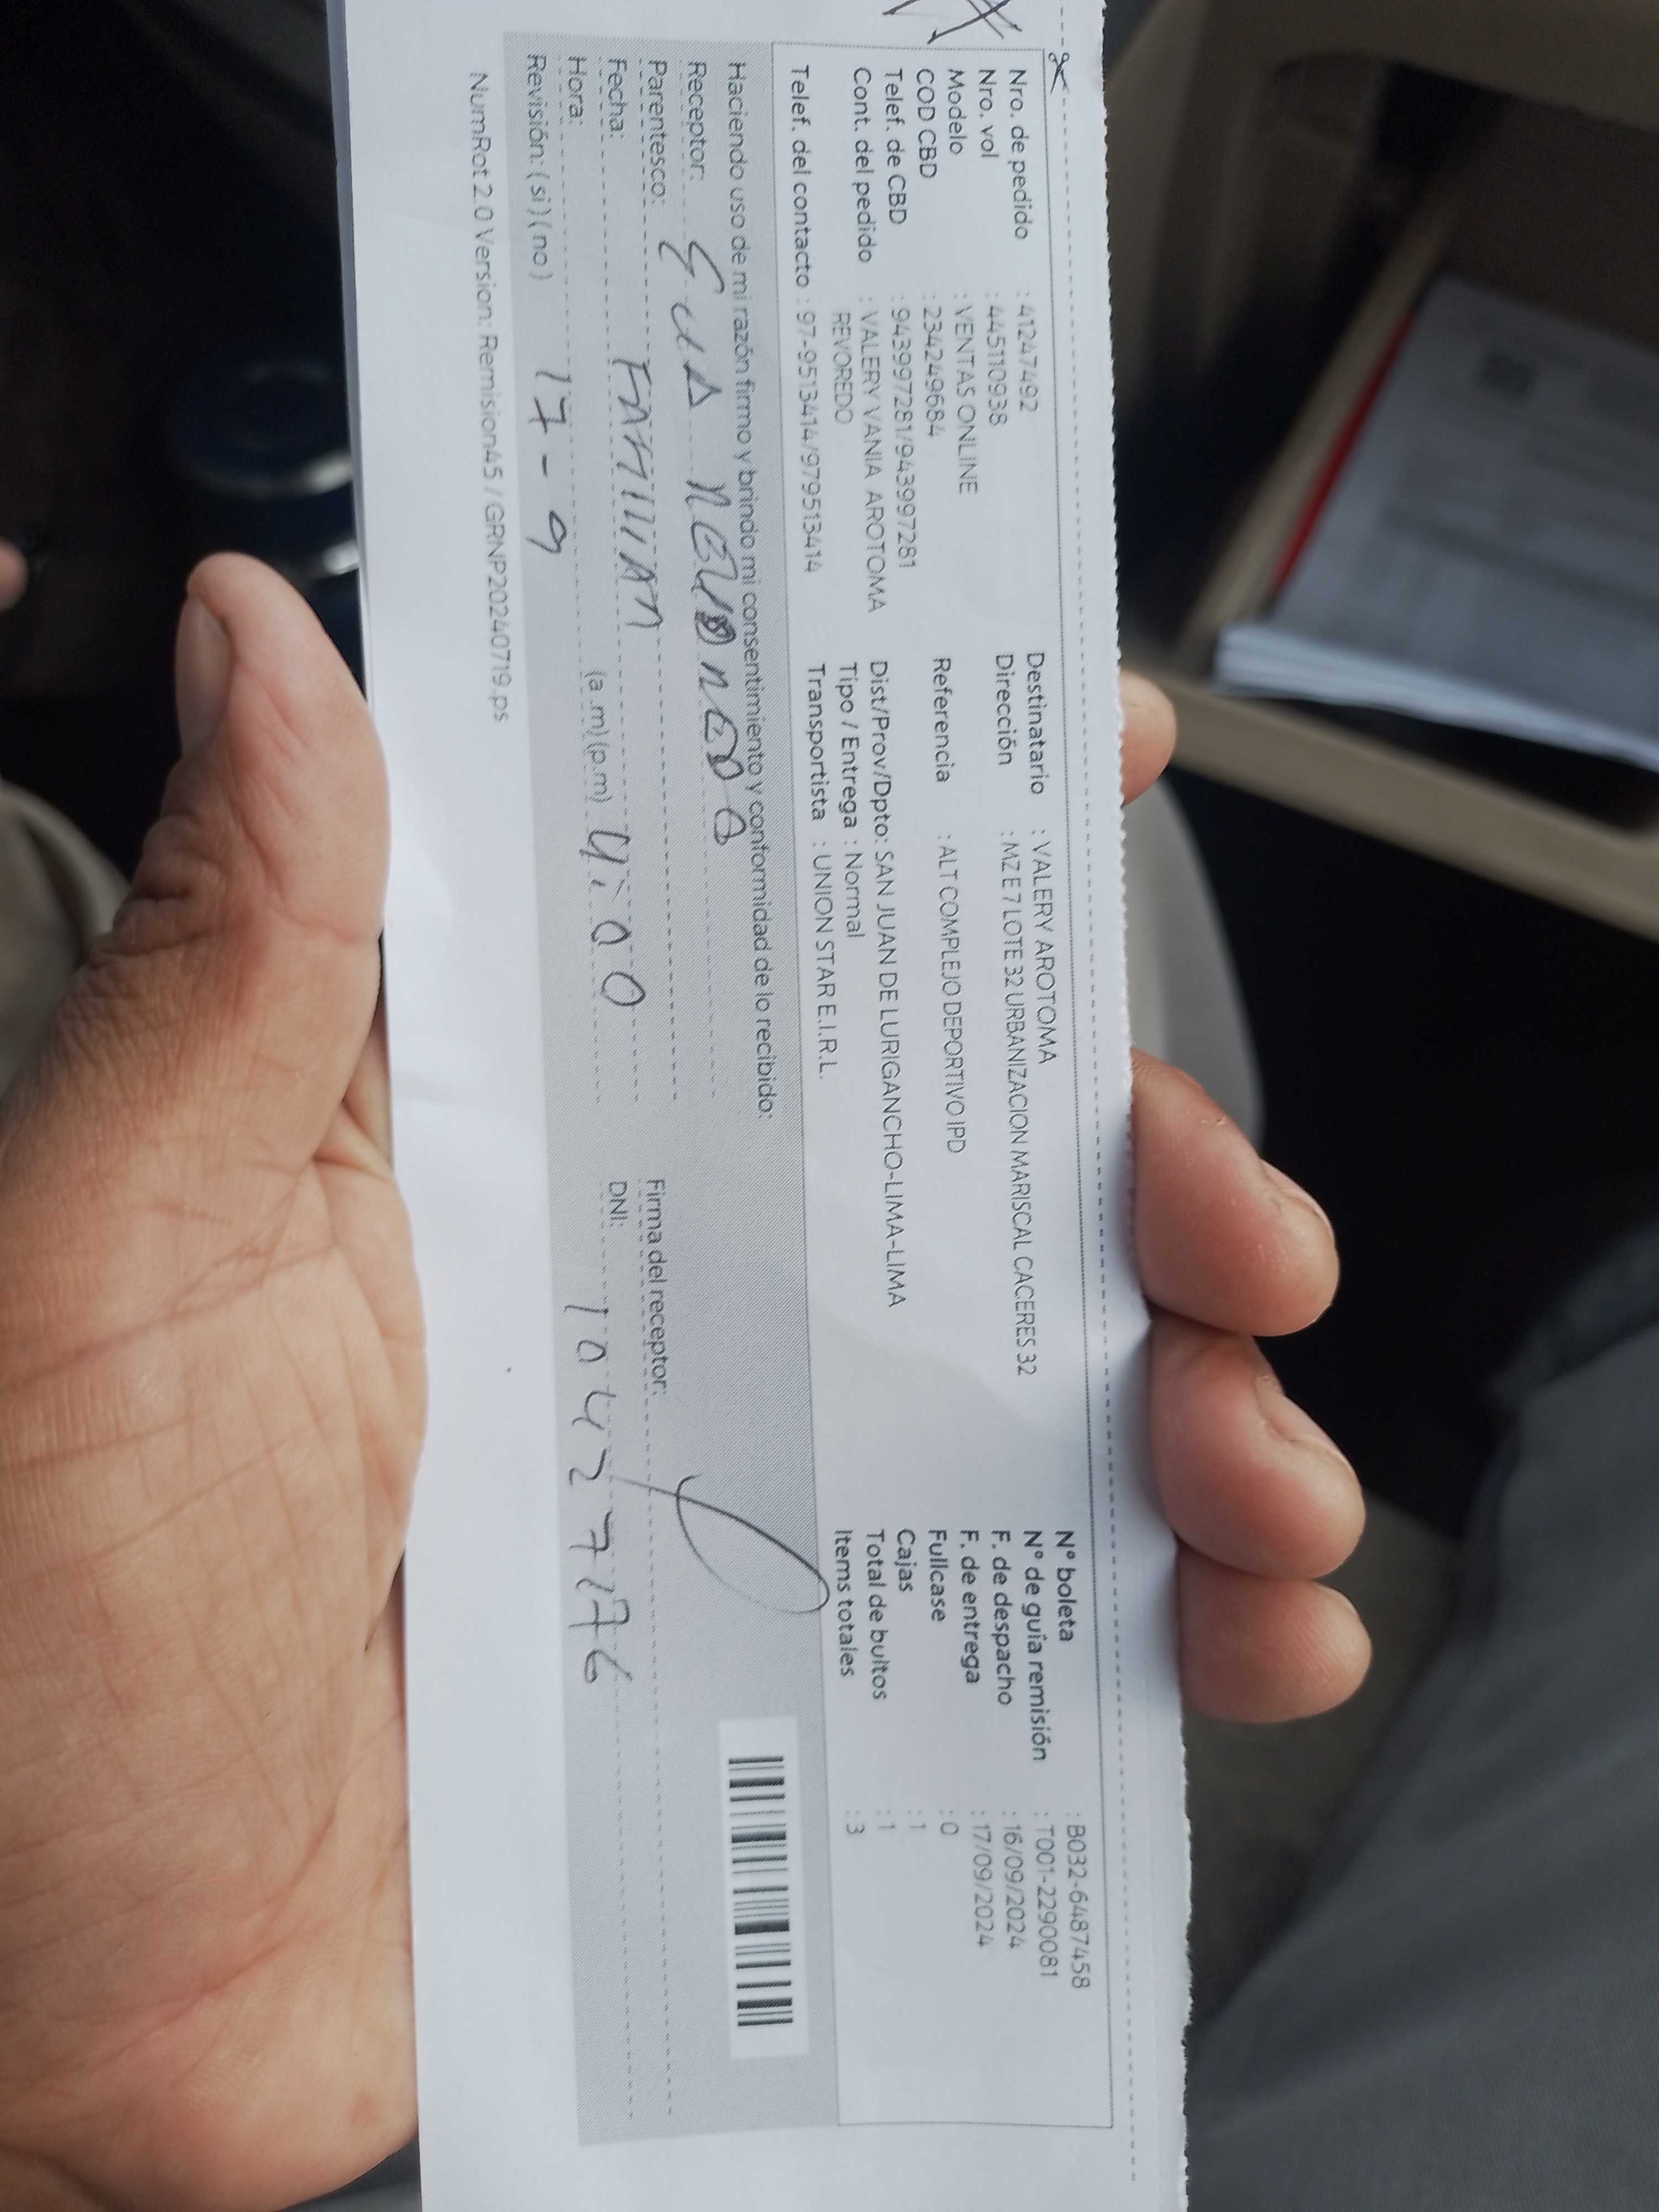 Nro. de pedido : 41247492
Nro. vol : 445110938
Modelo : VENTAS ONLINE
COD CBD : 234249684
Telef. de CBD : 943997281/943997281
Cont. del pedido : VALERY VANIA AROTOMA
REVOREDO
Telef. del contacto : 97-9513414/979513414
Destinatario : VALERY AROTOMA
Dirección : MZ E 7 LOTE 32 URBANIZACION MARISCAL CACERES 32
Referencia : ALT COMPLEJO DEPORTIVO IPD
Dist/Prov/Dpto: SAN JUAN DE LURIGANCHO-LIMA-LIMA
Tipo / Entrega : Normal
Transportista : UNION STAR E.I.R.L.
N° boleta : B032-6487458
N° de guía remisión : T001-2290081
F. de despacho : 16/09/2024
F. de entrega : 17/09/2024
Fullcase : 0
Cajas : 1
Total de bultos : 1
Items totales : 3
Haciendo uso de mi razón firmo y brindo mi consentimiento y conformidad de lo recibido:
Receptor:
Parentesco: FAMILIAR
Fecha: 17-9
Hora: (a.m)(p.m) 4:00
Revisión: (si)(no)
Firma del receptor:
DNI: 10427776
NumRot 2.0 Version: Remision45 / GRNP20240719.ps